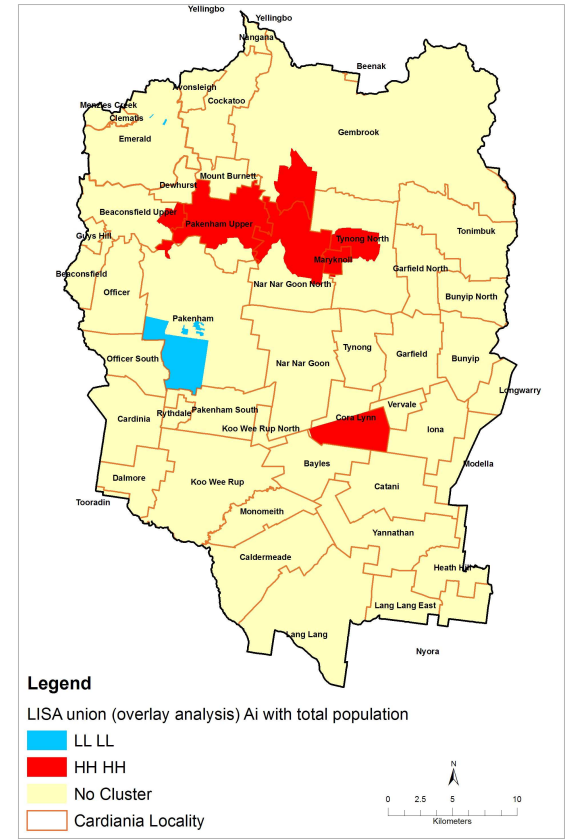 Yellingbo
Yellingbo
Nangana
Beenak
Avonsleigh
Cockatoo
Menzies Creek
Clematis
Gembrook
Emerald
Mount Burnett
Dewhurst
Beaconsfield Upper
Pakenham Upper
Tonimbuk
Guys Hill
Tynong North
Maryknoll
Garfield North
Beaconsfield
Nar Nar Goon North
Officer
Bunyip North
Pakenham
Tynong
Garfield
Bunyip
Officer South
Nar Nar Goon
Longwarry
Vervale
Rythdale
Pakenham South
Cardinia
Cora Lynn
Koo Wee Rup North
Iona
Bayles
Modella
Dalmore
Koo Wee Rup
Catani
Tooradin
Monomeith
Yannathan
Caldermeade
Heath Hill
Lang Lang East
Lang Lang
Nyora
Legend
LISA union (overlay analysis) Ai with total population
LL LL
HH HH
No Cluster
Cardiania Locality
N
0 2.5 5 10
Kilometers